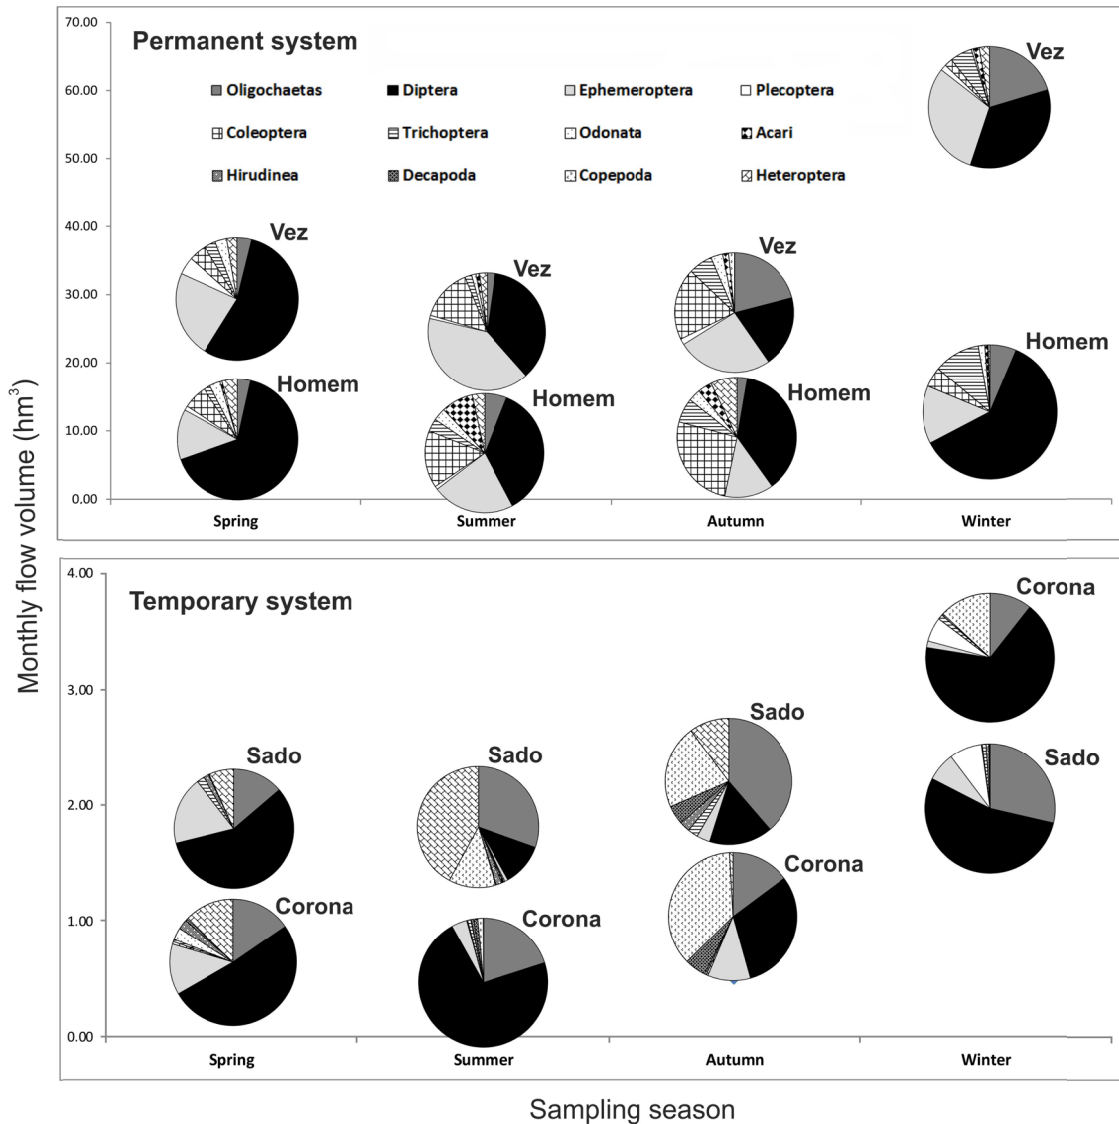 Monthly flow volume (hm³)
70.00
60.00
50.00
40.00
30.00
20.00
10.00
0.00
Permanent system
Oligochaetas Diptera Ephemeroptera Plecoptera
Coleoptera Trichoptera Odonata Acari
Hirudinea Decapoda Copepoda Heteroptera
Vez
Vez
Vez
Vez
Homem
Homem
Homem
Homem
Spring Summer Autumn Winter
4.00
3.00
2.00
1.00
0.00
Temporary system
Corona
Sado
Sado
Sado
Sado
Corona
Corona
Corona
Spring Summer Autumn Winter
Sampling season